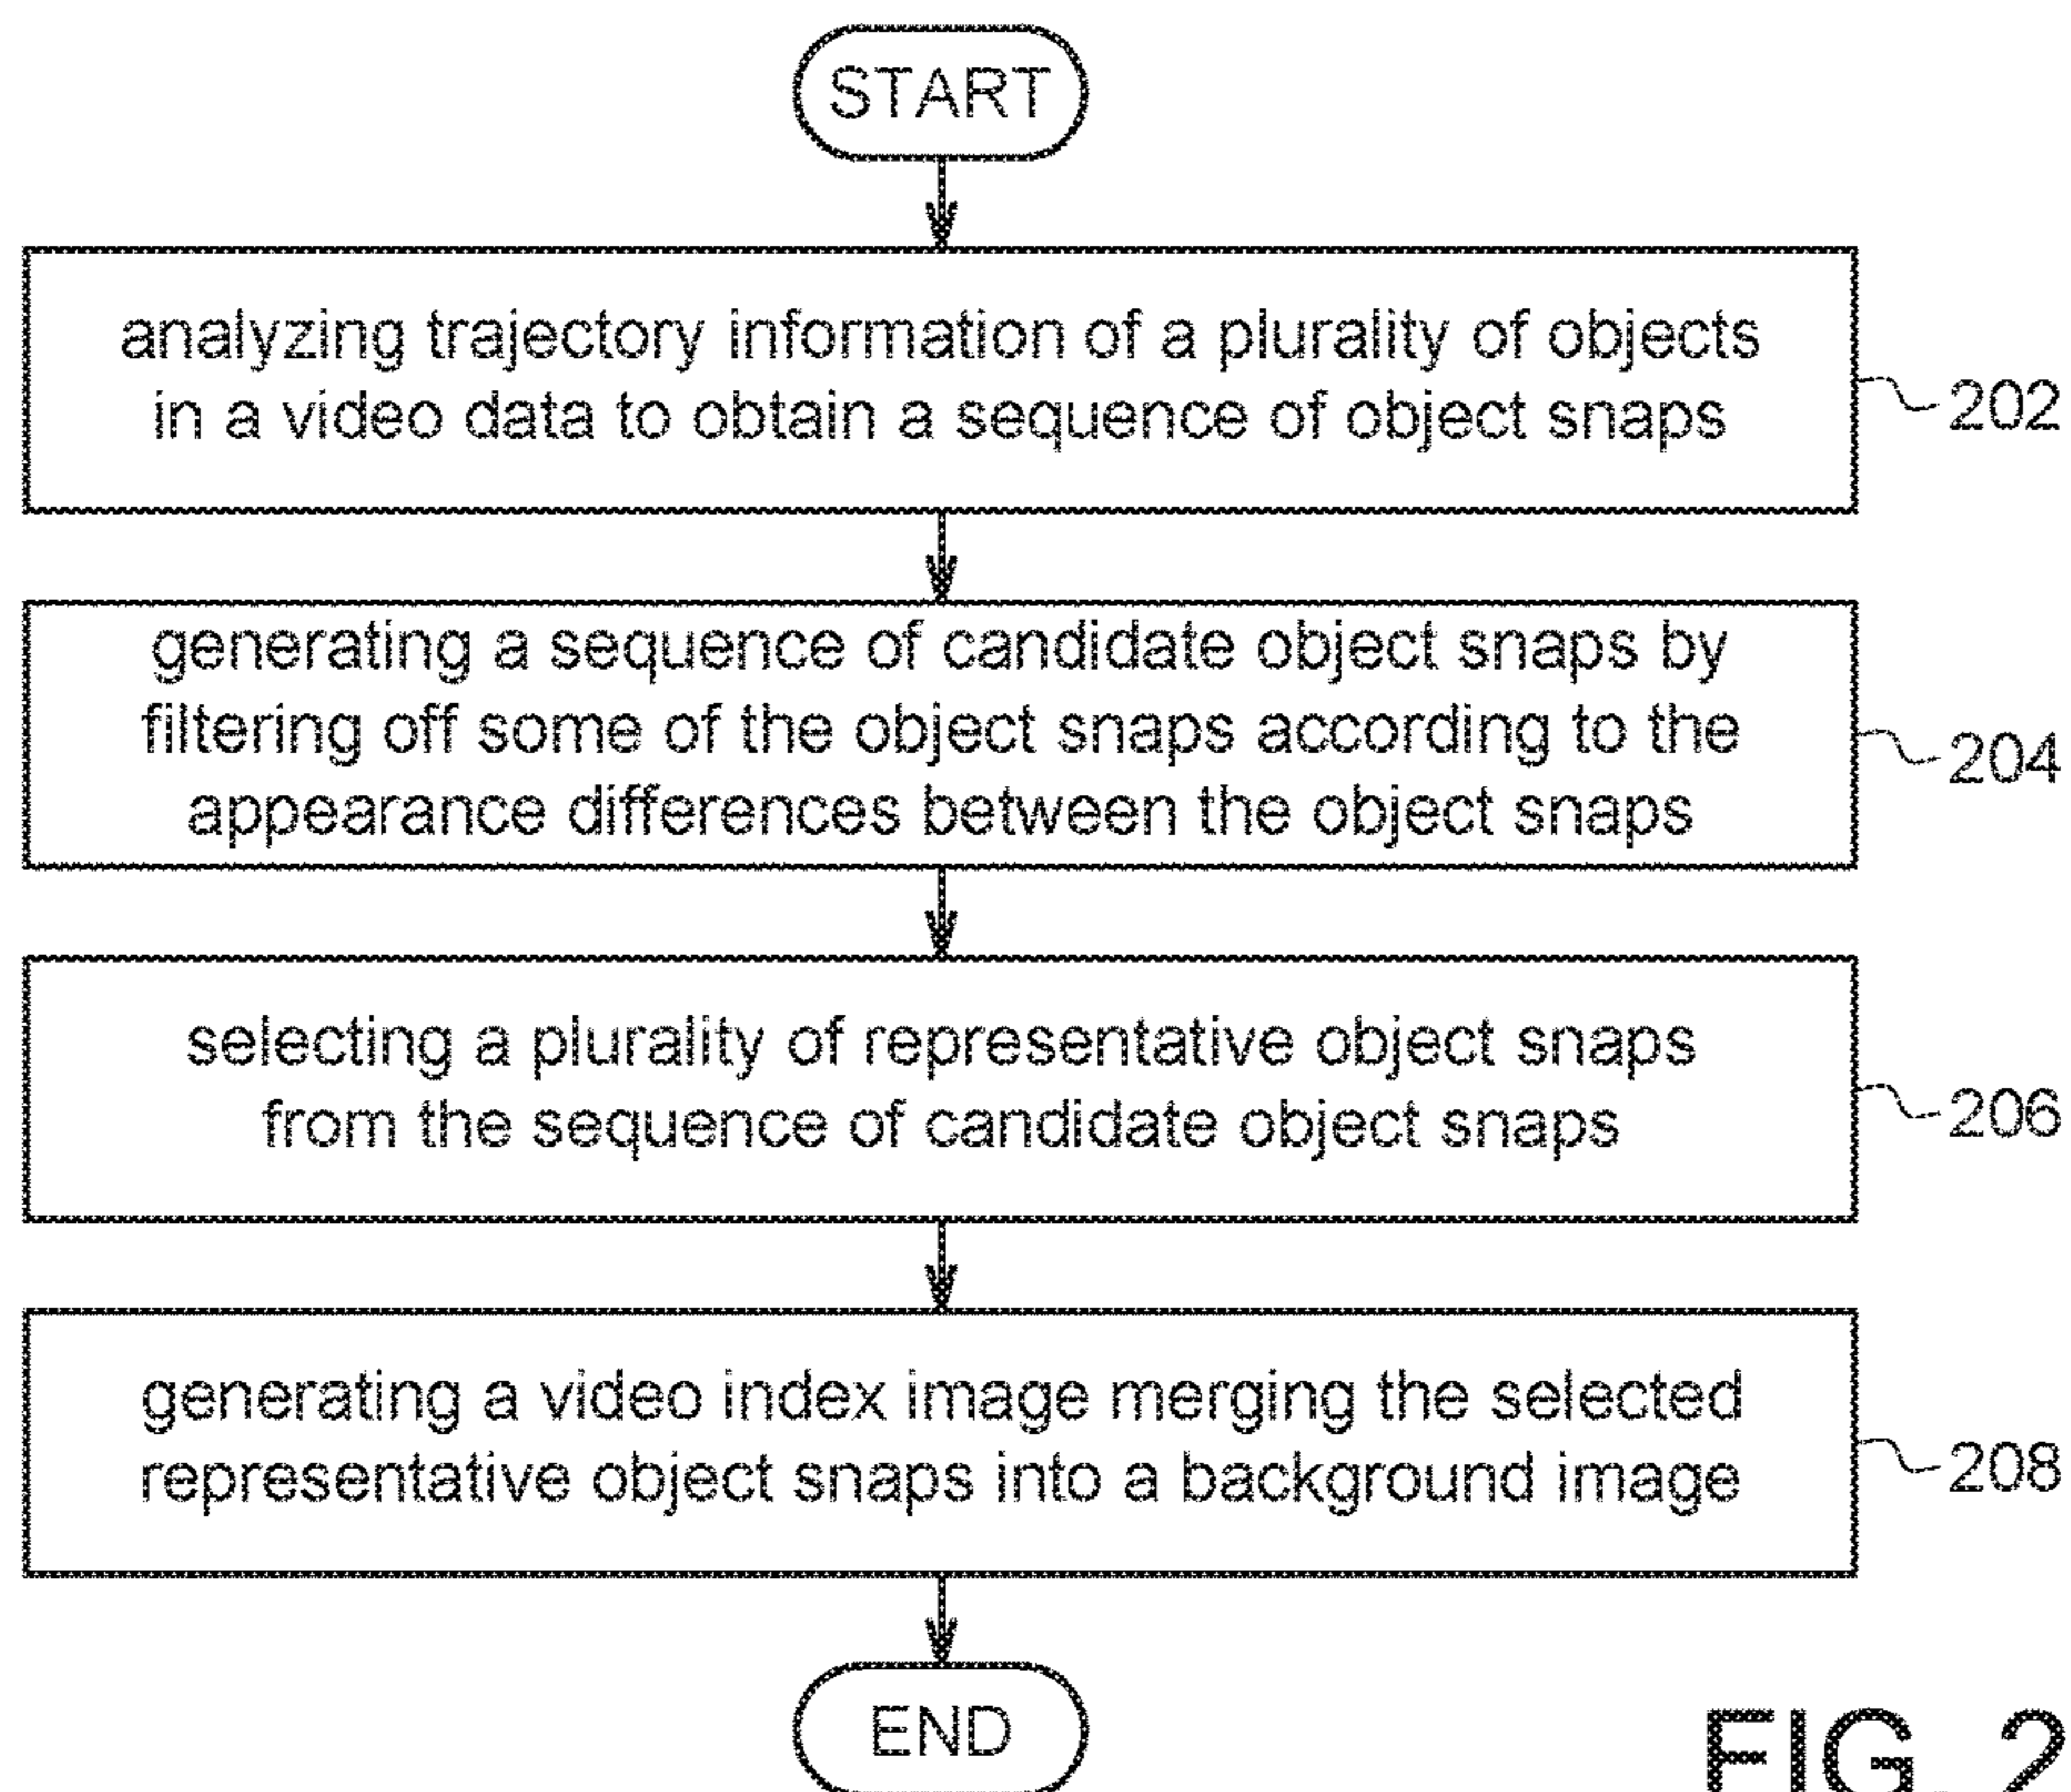 START
analyzing trajectory information of a plurality of objects
in a video data to obtain a sequence of object snaps
202
generating a sequence of candidate object snaps by
filtering off some of the object snaps according to the
appearance differences between the object snaps
204
selecting a plurality of representative object snaps
from the sequence of candidate object snaps
206
generating a video index image merging the selected
representative object snaps into a background image
208
END
FIG. 2